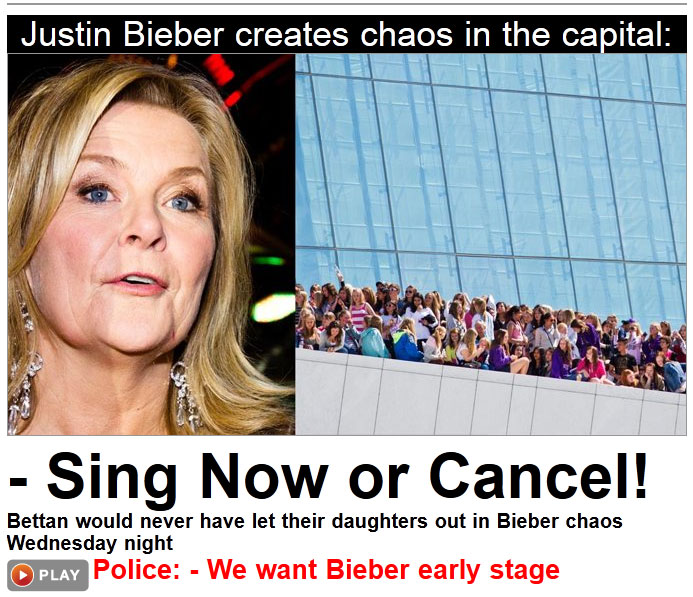 Justin Bieber creates chaos in the capital:
- Sing Now or Cancel!
Bettan would never have let their daughters out in Bieber chaos
Wednesday night
PLAY Police: - We want Bieber early stage